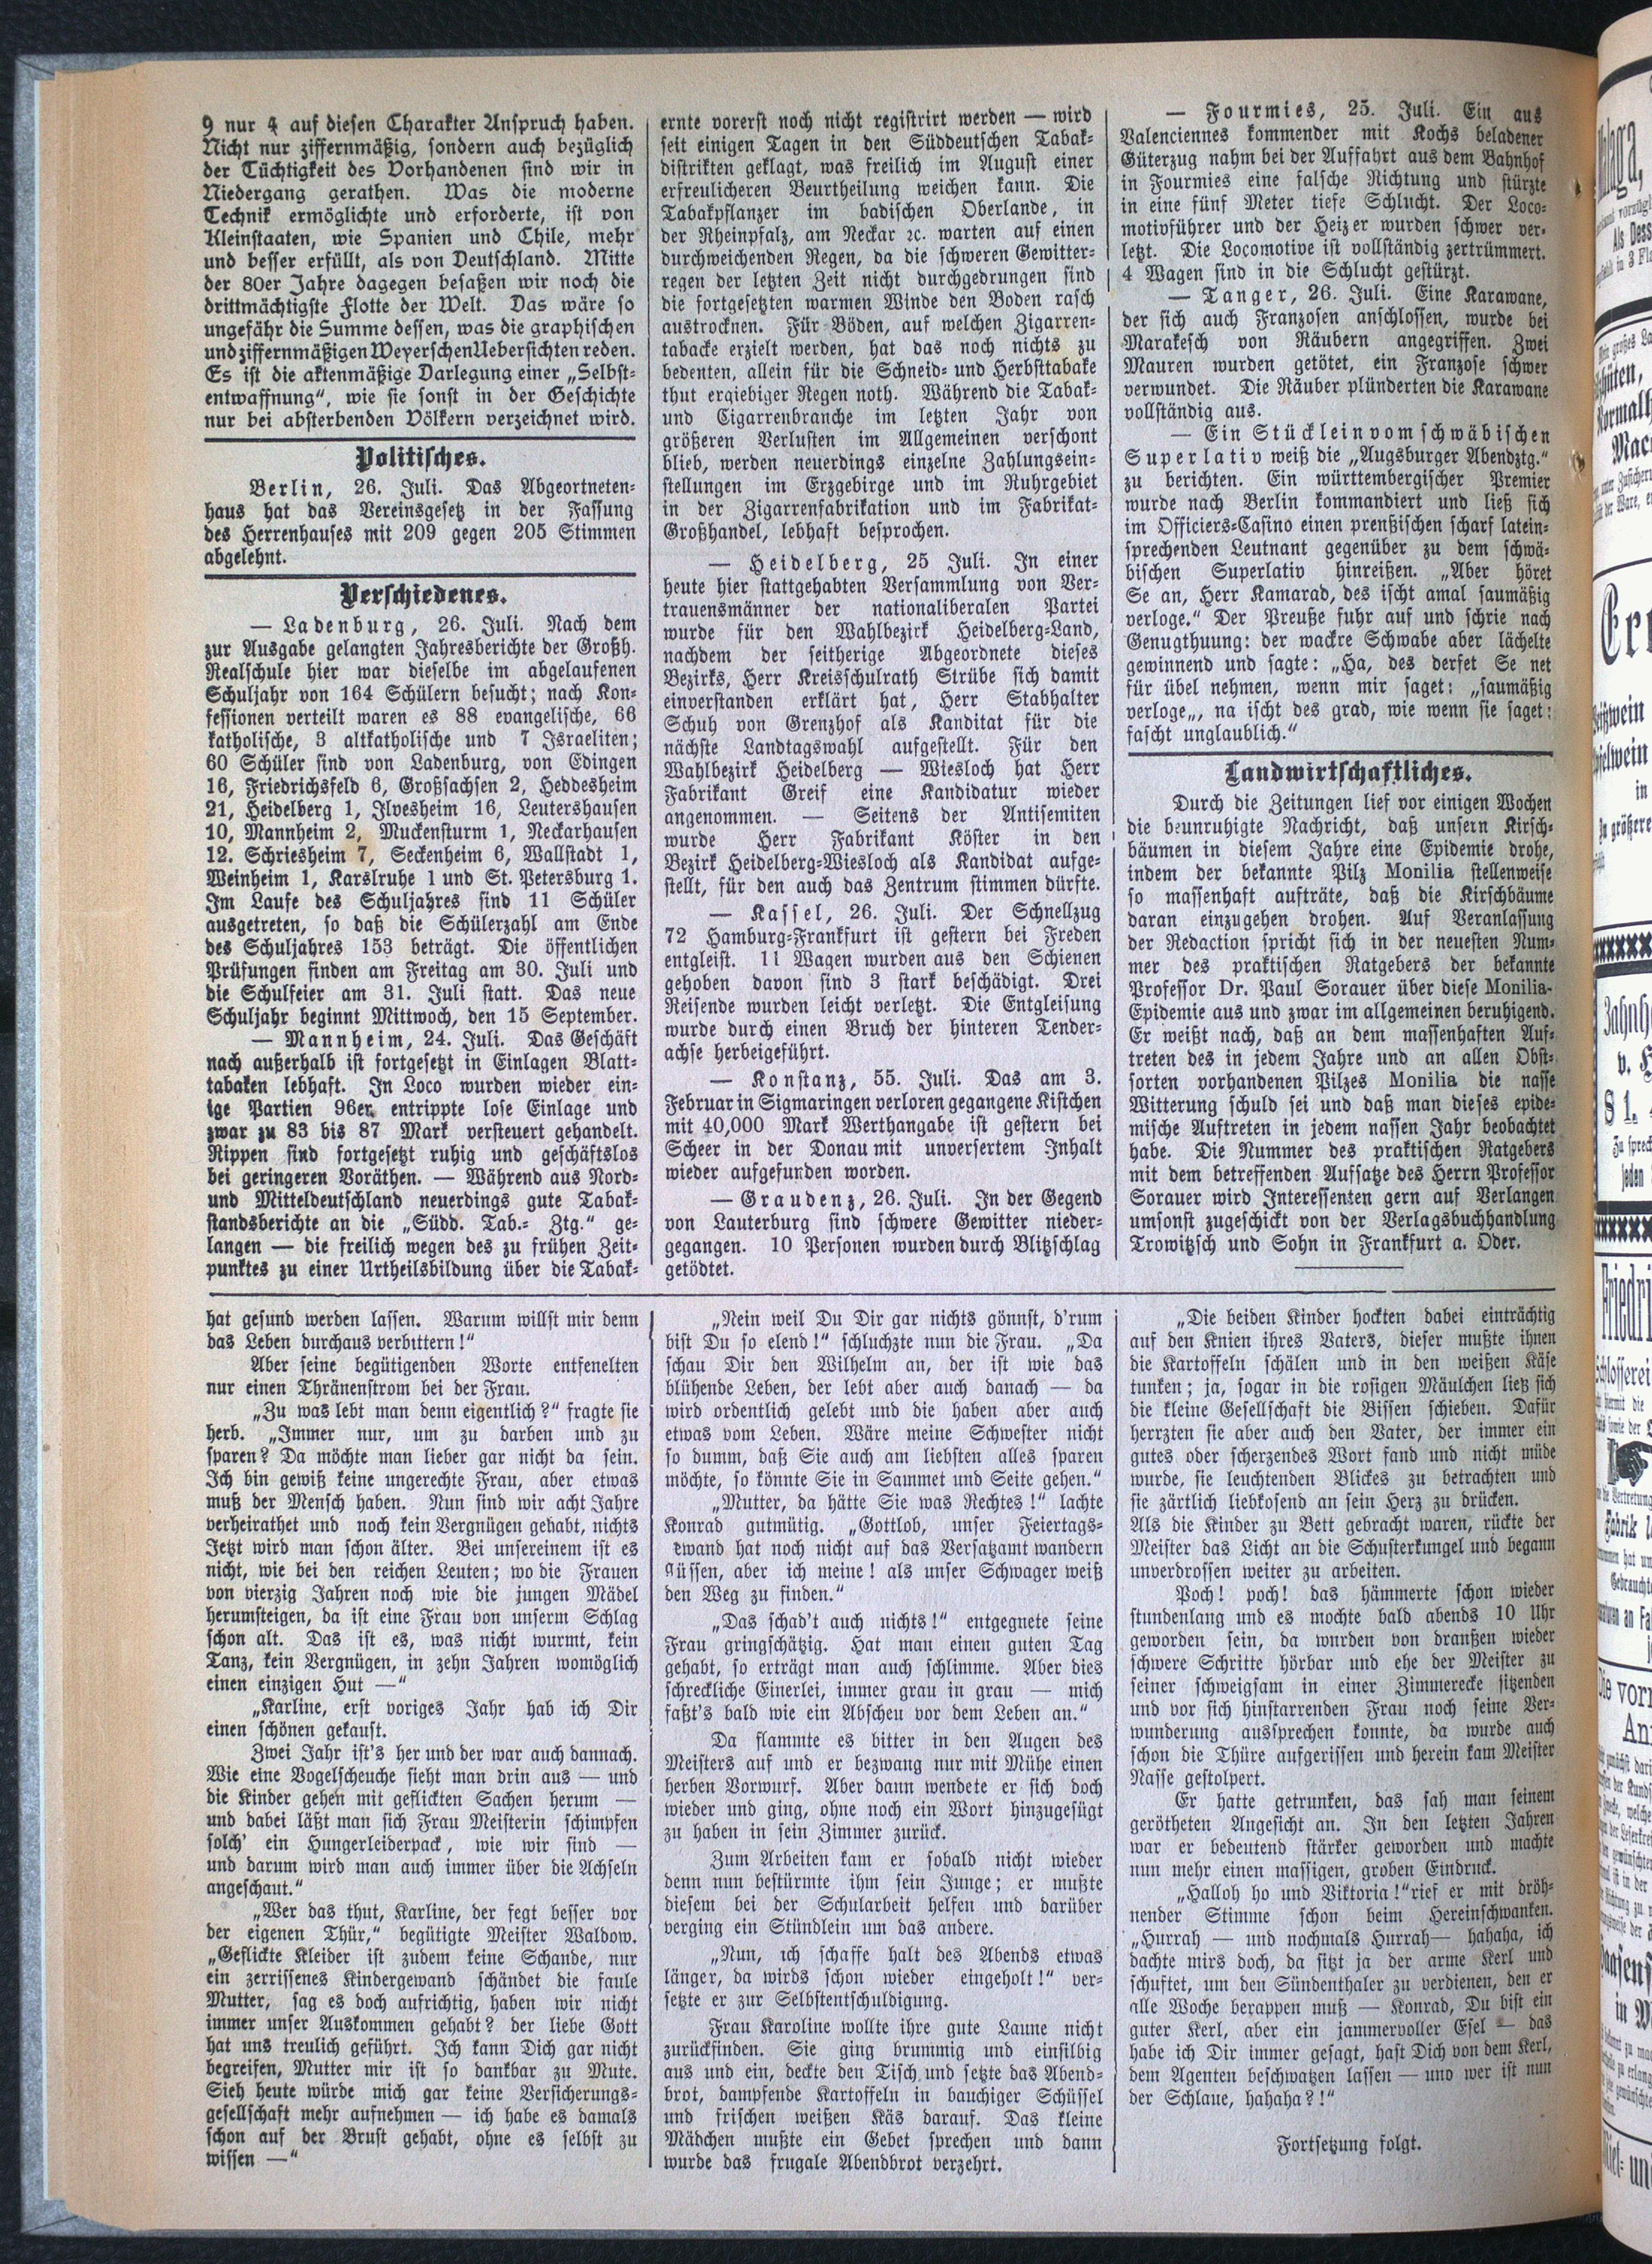 9 nur 4 auf diesen Charakter Anspruch haben.
Nicht nur ziffernmäßig, sondern auch bezüglich
der Tüchtigkeit des Vorhandenen sind wir in
Niedergang gerathen. Was die moderne
Technik ermöglichte und erforderte, ist von
Kleinstaaten, wie Spanien und Chile, mehr
und besser erfüllt, als von Deutschland. Mitte
der 80er Jahre dagegen besaßen wir noch die
drittmächtigste Flotte der Welt. Das wäre so
ungefähr die Summe dessen, was die graphischen
und ziffernmäßigen Weyerschen Uebersichten reden.
Es ist die aktenmäßige Darlegung einer „Selbst-
entwaffnung“, wie sie sonst in der Geschichte
nur bei absterbenden Völkern verzeichnet wird.
Politisches.
Berlin, 26. Juli. Das Abgeortneten-
haus hat das Vereinsgesetz in der Fassung
des Herrenhauses mit 209 gegen 205 Stimmen
abgelehnt.
Verschiedenes.
— Ladenburg, 26. Juli. Nach dem
zur Ausgabe gelangten Jahresberichte der Großh.
Realschule hier war dieselbe im abgelaufenen
Schuljahr von 164 Schülern besucht; nach Kon-
fessionen verteilt waren es 88 evangelische, 66
katholische, 3 altkatholische und 7 Israeliten;
60 Schüler sind von Ladenburg, von Edingen
16, Friedrichsfeld 6, Großsachsen 2, Heddesheim
21, Heidelberg 1, Ilvesheim 16, Leutershausen
10, Mannheim 2, Muckensturm 1, Neckarhausen
12. Schriesheim 7, Seckenheim 6, Wallstadt 1,
Weinheim 1, Karslruhe 1 und St. Petersburg 1.
Im Laufe des Schuljahres sind 11 Schüler
ausgetreten, so daß die Schülerzahl am Ende
des Schuljahres 153 beträgt. Die öffentlichen
Prüfungen finden am Freitag am 30. Juli und
die Schulfeier am 31. Juli statt. Das neue
Schuljahr beginnt Mittwoch, den 15 September.
— Mannheim, 24. Juli. Das Geschäft
nach außerhalb ist fortgesetzt in Einlagen Blatt-
tabaken lebhaft. In Loco wurden wieder ein-
ige Partien 96er entrippte lose Einlage und
zwar zu 83 bis 87 Mark versteuert gehandelt.
Rippen sind fortgesetzt ruhig und geschäftslos
bei geringeren Voräthen. — Während aus Nord-
und Mitteldeutschland neuerdings gute Tabak-
standsberichte an die „Südd. Tab.- Ztg.“ ge-
langen — die freilich wegen des zu frühen Zeit-
punktes zu einer Urtheilsbildung über die Tabak-
ernte vorerst noch nicht registrirt werden — wird
seit einigen Tagen in den Süddeutschen Tabak-
distrikten geklagt, was freilich im August einer
erfreulicheren Beurtheilung weichen kann. Die
Tabakpflanzer im badischen Oberlande, in
der Rheinpfalz, am Neckar ꝛc. warten auf einen
durchweichenden Regen, da die schweren Gewitter-
regen der letzten Zeit nicht durchgedrungen sind
die fortgesetzten warmen Winde den Boden rasch
austrocknen. Für Böden, auf welchen Zigarren-
tabacke erzielt werden, hat das noch nichts zu
bedenten, allein für die Schneid- und Herbsttabake
thut ergiebiger Regen noth. Während die Tabak-
und Cigarrenbranche im letzten Jahr von
größeren Verlusten im Allgemeinen verschont
blieb, werden neuerdings einzelne Zahlungsein-
stellungen im Erzgebirge und im Ruhrgebiet
in der Zigarrenfabrikation und im Fabrikat-
Großhandel, lebhaft besprochen.
— Heidelberg, 25 Juli. In einer
heute hier stattgehabten Versammlung von Ver-
trauensmänner der nationaliberalen Partei
wurde für den Wahlbezirk Heidelberg-Land,
nachdem der seitherige Abgeordnete dieses
Bezirks, Herr Kreisschulrath Strübe sich damit
einverstanden erklärt hat, Herr Stabhalter
Schuh von Grenzhof als Kanditat für die
nächste Landtagswahl aufgestellt. Für den
Wahlbezirk Heidelberg — Wiesloch hat Herr
Fabrikant Greif eine Kandidatur wieder
angenommen. — Seitens der Antisemiten
wurde Herr Fabrikant Köster in den
Bezirk Heidelberg-Wiesloch als Kandidat aufge-
stellt, für den auch das Zentrum stimmen dürfte.
— Kassel, 26. Juli. Der Schnellzug
72 Hamburg-Frankfurt ist gestern bei Freden
entgleist. 11 Wagen wurden aus den Schienen
gehoben davon sind 3 stark beschädigt. Drei
Reisende wurden leicht verletzt. Die Entgleisung
wurde durch einen Bruch der hinteren Tender-
achse herbeigeführt.
— Konstanz, 55. Juli. Das am 3.
Februar in Sigmaringen verloren gegangene Kistchen
mit 40,000 Mark Werthangabe ist gestern bei
Scheer in der Donau mit unversertem Inhalt
wieder aufgefunden worden.
— Graudenz, 26. Juli. In der Gegend
von Lauterburg sind schwere Gewitter nieder-
gegangen. 10 Personen wurden durch Blitzschlag
getödtet.
— Fourmies, 25. Juli. Ein aus
Valenciennes kommender mit Kochs beladener
Güterzug nahm bei der Auffahrt aus dem Bahnhof
in Fourmies eine falsche Richtung und stürzte
in eine fünf Meter tiefe Schlucht. Der Loco-
motivführer und der Heizer wurden schwer ver-
letzt. Die Locomotive ist vollständig zertrümmert.
4 Wagen sind in die Schlucht gestürzt.
— Tanger, 26. Juli. Eine Karawane,
der sich auch Franzosen anschlossen, wurde bei
Marakesch von Räubern angegriffen. Zwei
Mauren wurden getötet, ein Franzose schwer
verwundet. Die Räuber plünderten die Karawane
vollständig aus.
— Ein Stücklein vom schwäbischen
Superlativ weiß die „Augsburger Abendztg.“
zu berichten. Ein württembergischer Premier
wurde nach Berlin kommandiert und ließ sich
im Officiers-Casino einen prenßischen scharf latein-
sprechenden Leutnant gegenüber zu dem schwä-
bischen Superlativ hinreißen. „Aber höret
Se an, Herr Kamarad, des ischt amal saumäßig
verloge.“ Der Preuße fuhr auf und schrie nach
Genugthuung: der wackre Schwabe aber lächelte
gewinnend und sagte: „Ha, des derfet Se net
für übel nehmen, wenn mir saget: „saumäßig
verloge„, na ischt des grad, wie wenn sie saget:
fascht unglaublich.“
Landwirtschaftliches.
Durch die Zeitungen lief vor einigen Wochen
die beunruhigte Nachricht, daß unsern Kirsch-
bäumen in diesem Jahre eine Epidemie drohe,
indem der bekannte Pilz Monilia stellenweise
so massenhaft aufträte, daß die Kirschbäume
daran einzugehen drohen. Auf Veranlassung
der Redaction spricht sich in der neuesten Num-
mer des praktischen Ratgebers der bekannte
Professor Dr. Paul Sorauer über diese Monilia-
Epidemie aus und zwar im allgemeinen beruhigend.
Er weißt nach, daß an dem massenhaften Auf-
treten des in jedem Jahre und an allen Obst-
sorten vorhandenen Pilzes Monilia die nasse
Witterung schuld sei und daß man dieses epide-
mische Auftreten in jedem nassen Jahr beobachtet
habe. Die Nummer des praktischen Ratgebers
mit dem betreffenden Aufsatze des Herrn Professor
Sorauer wird Interessenten gern auf Verlangen
umsonst zugeschickt von der Verlagsbuchhandlung
Trowitzsch und Sohn in Frankfurt a. Oder.
hat gesund werden lassen. Warum willst mir denn
das Leben durchaus verbittern!“
Aber seine begütigenden Worte entfenelten
nur einen Thränenstrom bei der Frau.
„Zu was lebt man denn eigentlich?“ fragte sie
herb. „Immer nur, um zu darben und zu
sparen? Da möchte man lieber gar nicht da sein.
Ich bin gewiß keine ungerechte Frau, aber etwas
muß der Mensch haben. Nun sind wir acht Jahre
verheirathet und noch kein Vergnügen gehabt, nichts
Jetzt wird man schon älter. Bei unsereinem ist es
nicht, wie bei den reichen Leuten; wo die Frauen
von vierzig Jahren noch wie die jungen Mädel
herumsteigen, da ist eine Frau von unserm Schlag
schon alt. Das ist es, was nicht wurmt, kein
Tanz, kein Vergnügen, in zehn Jahren womöglich
einen einzigen Hut —“
„Karline, erst voriges Jahr hab ich Dir
einen schönen gekauft.
Zwei Jahr ist's her und der war auch dannach.
Wie eine Vogelscheuche sieht man drin aus — und
die Kinder gehen mit geflickten Sachen herum —
und dabei läßt man sich Frau Meisterin schimpfen
solch' ein Hungerleiderpack, wie wir sind —
und darum wird man auch immer über die Achseln
angeschaut.“
„Wer das thut, Karline, der fegt besser vor
der eigenen Thür,“ begütigte Meister Waldow.
„Geflickte Kleider ist zudem keine Schande, nur
ein zerrissenes Kindergewand schändet die faule
Mutter, sag es doch aufrichtig, haben wir nicht
immer unser Auskommen gehabt? der liebe Gott
hat uns treulich geführt. Ich kann Dich gar nicht
begreifen, Mutter mir ist so dankbar zu Mute.
Sieh heute würde mich gar keine Versicherungs-
gesellschaft mehr aufnehmen — ich habe es damals
schon auf der Brust gehabt, ohne es selbst zu
wissen —“
„Nein weil Du Dir gar nichts gönnst, d'rum
bist Du so elend!“ schluchzte nun die Frau. „Da
schau Dir den Wilhelm an, der ist wie das
blühende Leben, der lebt aber auch danach — da
wird ordentlich gelebt und die haben aber auch
etwas vom Leben. Wäre meine Schwester nicht
so dumm, daß Sie auch am liebsten alles sparen
möchte, so könnte Sie in Sammet und Seite gehen.“
„Mutter, da hätte Sie was Rechtes!“ lachte
Konrad gutmütig. „Gottlob, unser Feiertags-
ewand hat noch nicht auf das Versatzamt wandern
güssen, aber ich meine! als unser Schwager weiß
den Weg zu finden.“
„Das schad't auch nichts!“ entgegnete seine
Frau gringschätzig. Hat man einen guten Tag
gehabt, so erträgt man auch schlimme. Aber dies
schreckliche Einerlei, immer grau in grau — mich
faßt's bald wie ein Abscheu vor dem Leben an.“
Da flammte es bitter in den Augen des
Meisters auf und er bezwang nur mit Mühe einen
herben Vorwurf. Aber dann wendete er sich doch
wieder und ging, ohne noch ein Wort hinzugefügt
zu haben in sein Zimmer zurück.
Zum Arbeiten kam er sobald nicht wieder
denn nun bestürmte ihm sein Junge; er mußte
diesem bei der Schularbeit helfen und darüber
verging ein Stündlein um das andere.
„Nun, ich schaffe halt des Abends etwas
länger, da wirds schon wieder eingeholt!“ ver-
setzte er zur Selbstentschuldigung.
Frau Karoline wollte ihre gute Laune nicht
zurückfinden. Sie ging brummig und einsilbig
aus und ein, deckte den Tisch und setzte das Abend-
brot, dampfende Kartoffeln in bauchiger Schüssel
und frischen weißen Käs darauf. Das kleine
Mädchen mußte ein Gebet sprechen und dann
wurde das frugale Abendbrot verzehrt.
„Die beiden Kinder hockten dabei einträchtig
auf den Knien ihres Vaters, dieser mußte ihnen
die Kartoffeln schälen und in den weißen Käse
tunken; ja, sogar in die rosigen Mäulchen ließ sich
die kleine Gesellschaft die Bissen schieben. Dafür
herrzten sie aber auch den Vater, der immer ein
gutes oder scherzendes Wort fand und nicht müde
wurde, sie leuchtenden Blickes zu betrachten und
sie zärtlich liebkosend an sein Herz zu drücken.
Als die Kinder zu Bett gebracht waren, rückte der
Meister das Licht an die Schusterkungel und begann
unverdrossen weiter zu arbeiten.
Poch! poch! das hämmerte schon wieder
stundenlang und es mochte bald abends 10 Uhr
geworden sein, da wurden von draußen wieder
schwere Schritte hörbar und ehe der Meister zu
seiner schweigsam in einer Zimmerecke sitzenden
und vor sich hinstarrenden Frau noch seine Ver-
wunderung aussprechen konnte, da wurde auch
schon die Thüre aufgerissen und herein kam Meister
Nasse gestolpert.
Er hatte getrunken, das sah man seinem
gerötheten Angesicht an. In den letzten Jahren
war er bedeutend stärker geworden und machte
nun mehr einen massigen, groben Eindruck.
„Halloh ho und Viktoria!“ rief er mit dröh-
nender Stimme schon beim Hereinschwanken.
„Hurrah — und nochmals Hurrah— hahaha, ich
dachte mirs doch, da sitzt ja der arme Kerl und
schuftet, um den Sündenthaler zu verdienen, den er
alle Woche berappen muß — Konrad, Du bist ein
guter Kerl, aber ein jammervoller Esel — das
habe ich Dir immer gesagt, hast Dich von dem Kerl,
dem Agenten beschwatzen lassen — uno wer ist nun
der Schlaue, hahaha?!“
Fortsetzung folgt.